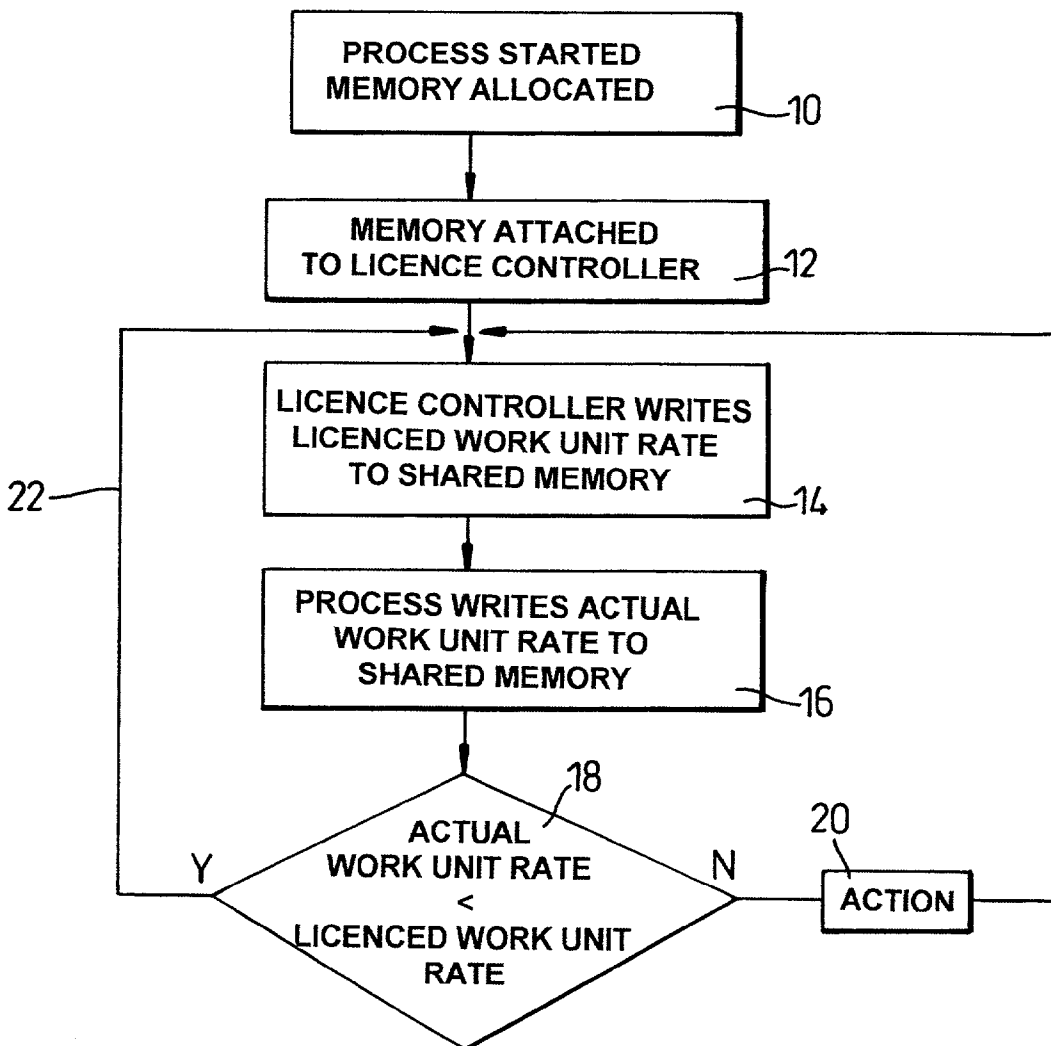 PROCESS STARTED
MEMORY ALLOCATED
10
MEMORY ATTACHED
TO LICENCE CONTROLLER
12
LICENCE CONTROLLER WRITES
LICENCED WORK UNIT RATE
TO SHARED MEMORY
14
22
PROCESS WRITES ACTUAL
WORK UNIT RATE TO
SHARED MEMORY
16
18
ACTUAL
WORK UNIT RATE
<
LICENCED WORK UNIT
RATE
Y
N
20
ACTION